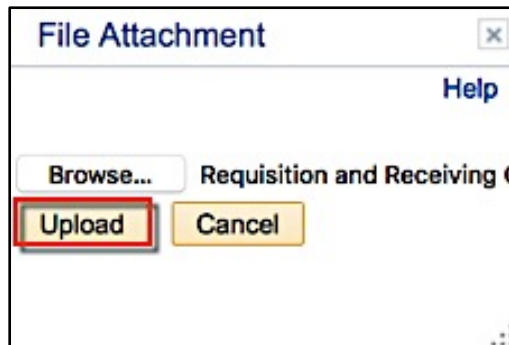 File Attachment
Help
Browse... Requisition and Receiving
Upload Cancel